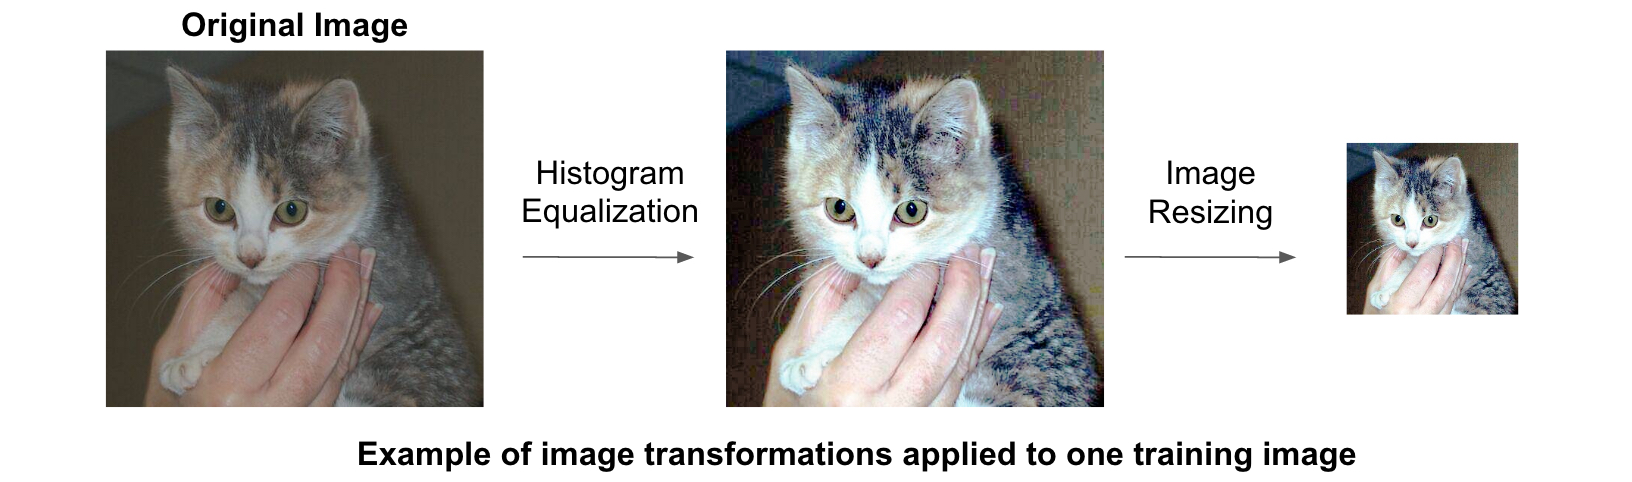 Original Image
Histogram
Equalization
Image
Resizing
Example of image transformations applied to one training image